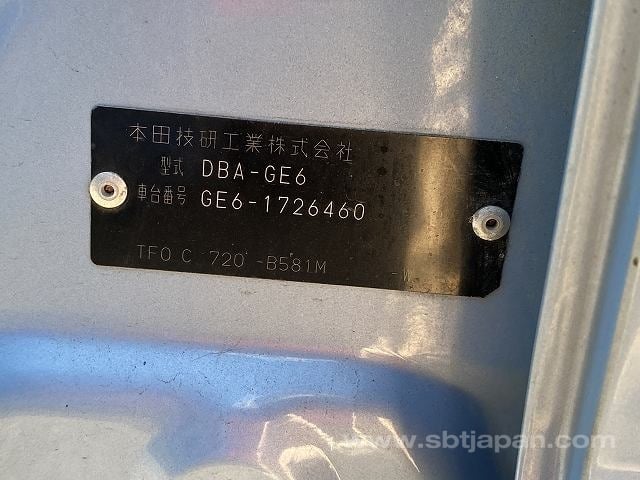 本田技研工業株式会社
型式 DBA-GE6
車台番号 GE6-1726460
TF0 C 720 -B581M
www.sbtjapan.com